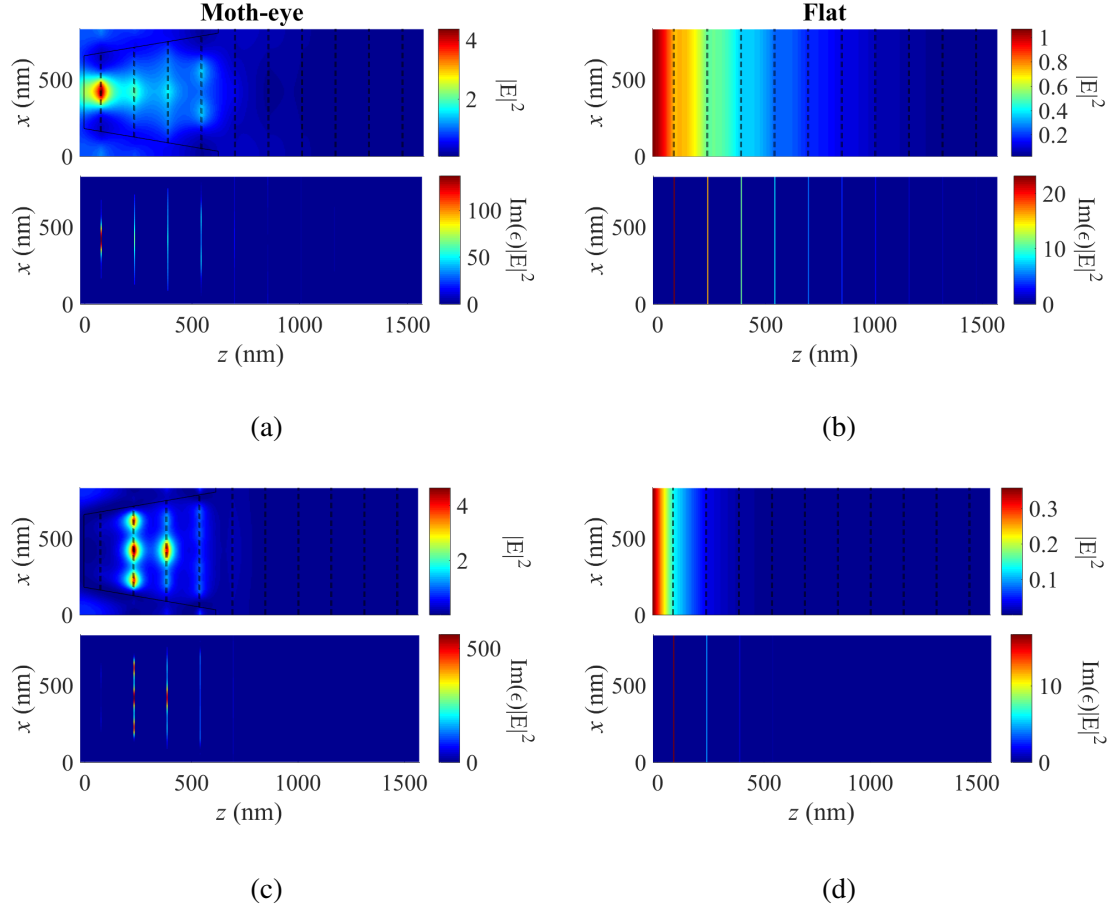 Moth-eye
Flat
x (nm)
500
0
4
2
|E|²
x (nm)
500
0
1
0.8
0.6
0.4
0.2
|E|²
x (nm)
500
0
100
50
0
Im(ϵ)|E|²
0 500 1000 1500
z (nm)
x (nm)
500
0
20
10
0
Im(ϵ)|E|²
0 500 1000 1500
z (nm)
(a)
(b)
x (nm)
500
0
4
2
|E|²
x (nm)
500
0
0.3
0.2
0.1
|E|²
x (nm)
500
0
500
0
Im(ϵ)|E|²
0 500 1000 1500
z (nm)
x (nm)
500
0
10
0
Im(ϵ)|E|²
0 500 1000 1500
z (nm)
(c)
(d)